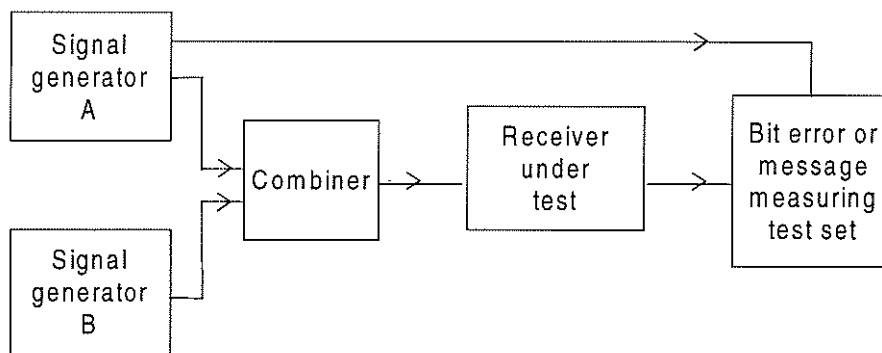 Signal
generator
A
Combiner
Receiver
under
test
Bit error or
message
measuring
test set
Signal
generator
B